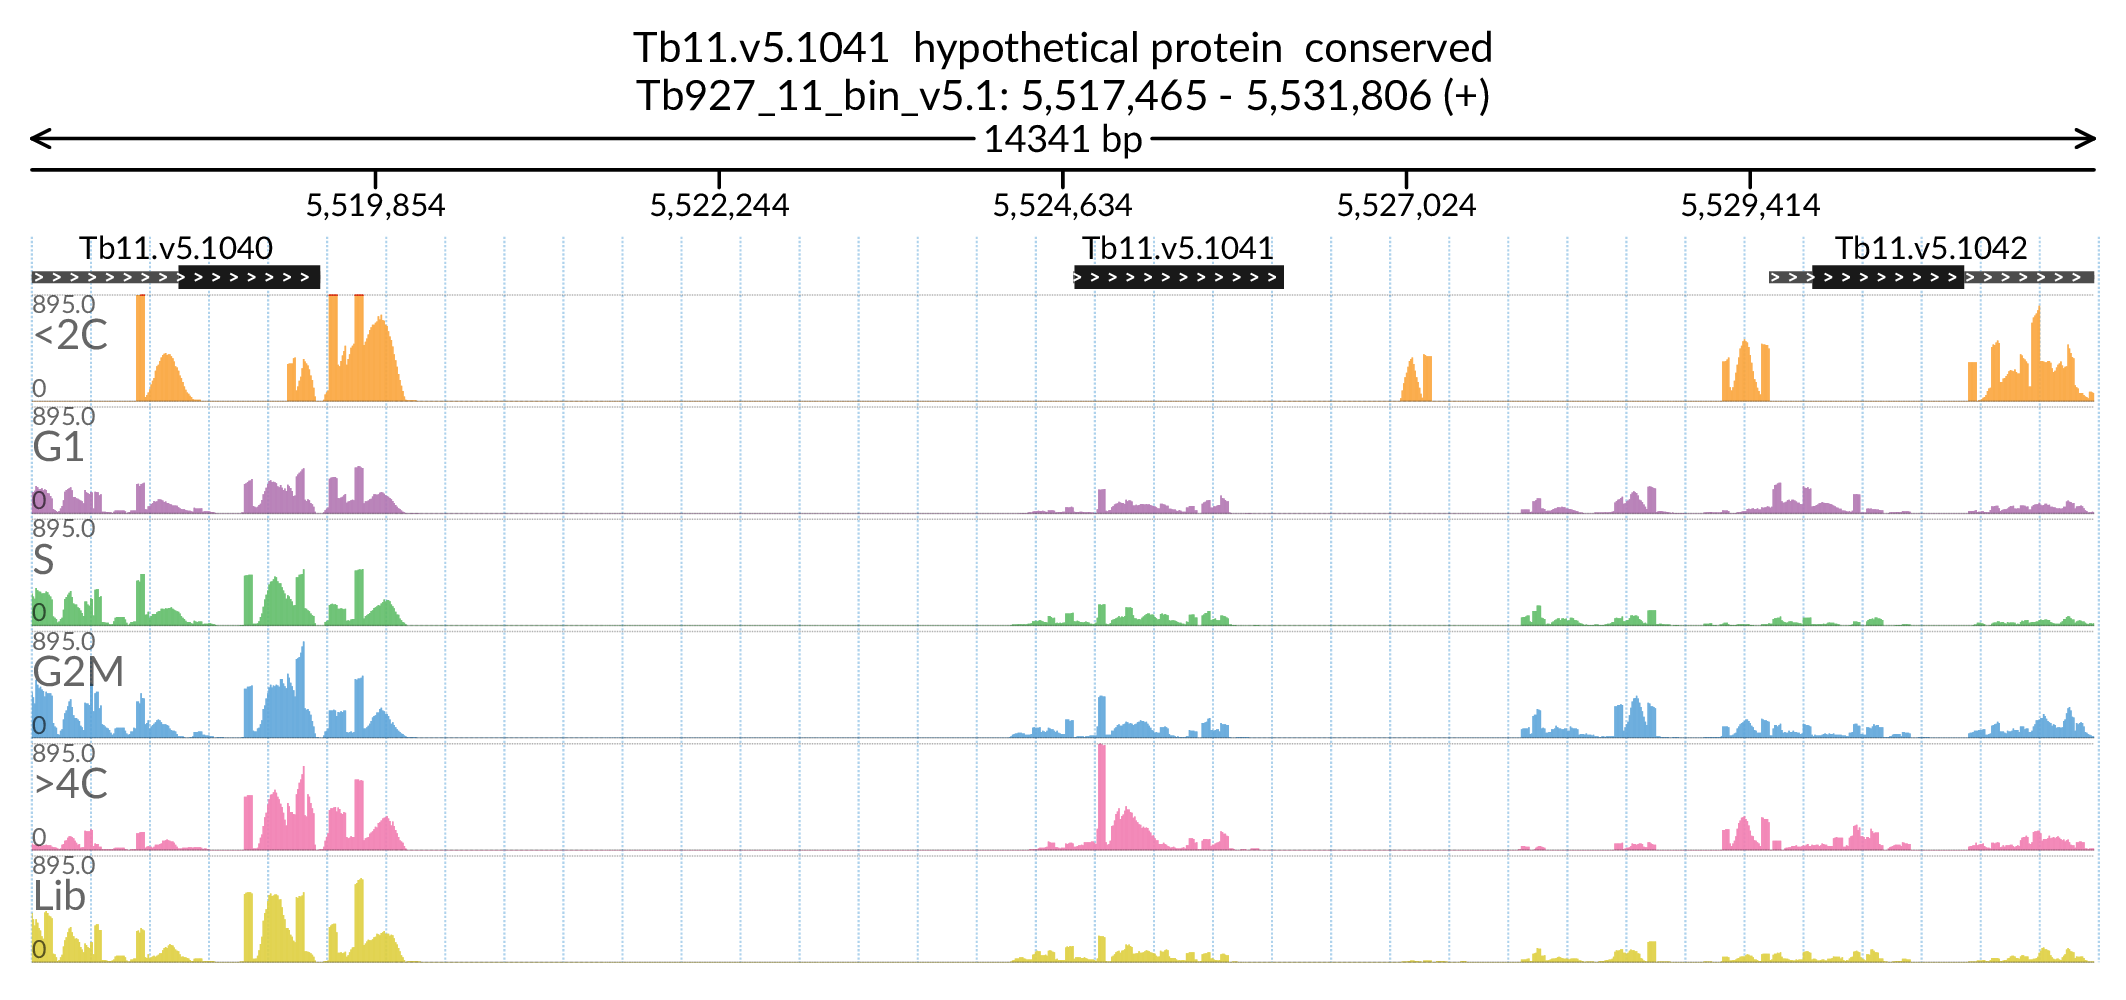 Tb11.v5.1041  hypothetical protein  conserved
Tb927_11_bin_v5.1: 5,517,465 - 5,531,806 (+)
14341 bp
5,519,854 5,522,244 5,524,634 5,527,024 5,529,414
Tb11.v5.1040 Tb11.v5.1041 Tb11.v5.1042
895.0
<2C
0
895.0
G1
0
895.0
S
0
895.0
G2M
0
895.0
>4C
0
895.0
Lib
0